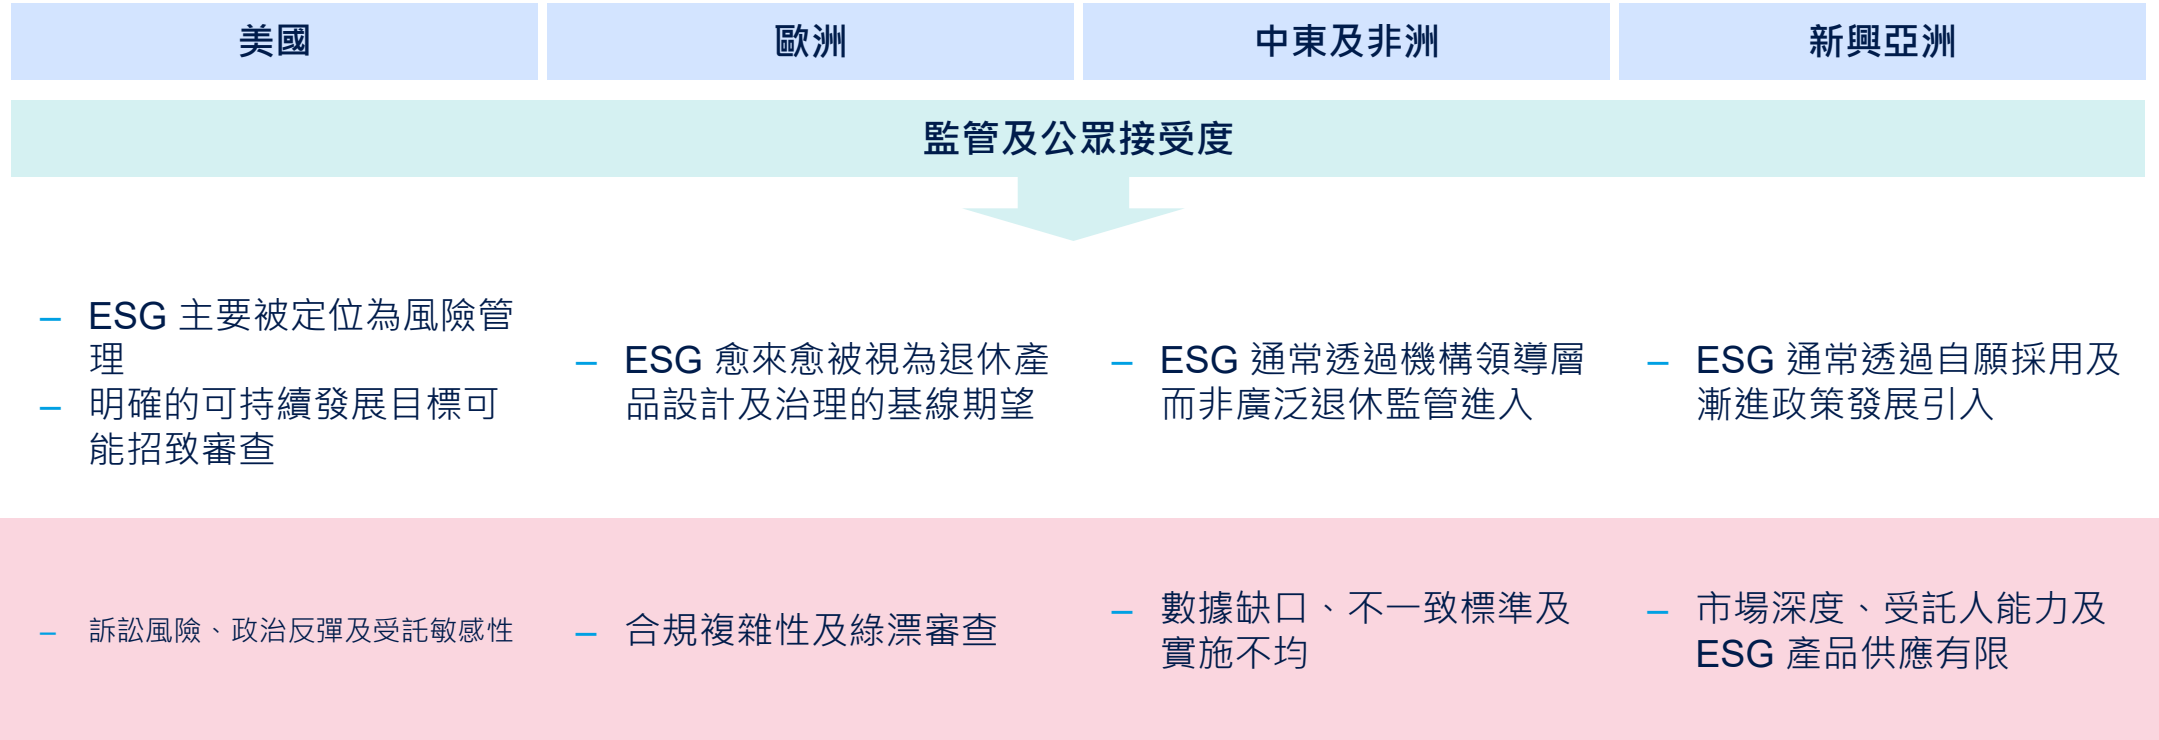 美國
歐洲
中東及非洲
新興亞洲
監管及公眾接受度
– ESG 主要被定位為風險管
理
– 明確的可持續發展目標可
能招致審查
– ESG 愈來愈被視為退休產
品設計及治理的基線期望
– ESG 通常透過機構領導層
而非廣泛退休監管進入
– ESG 通常透過自願採用及
漸進政策發展引入
– 訴訟風險、政治反彈及受託敏感性
– 合規複雜性及綠漂審查
– 數據缺口、不一致標準及
實施不均
– 市場深度、受託人能力及
ESG 產品供應有限